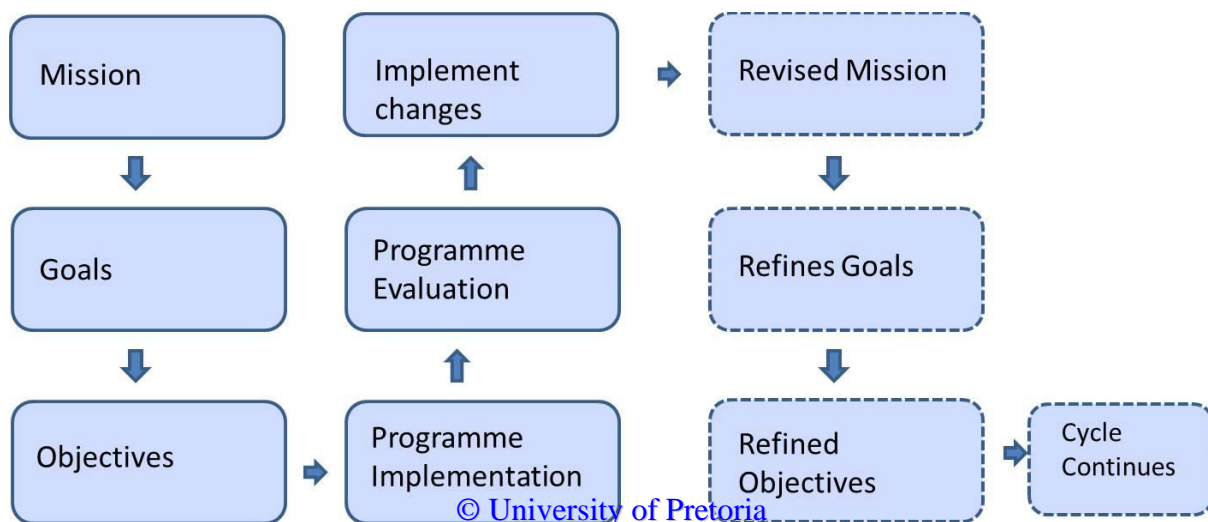 Mission
Goals
Objectives
Programme
Implementation
Programme
Evaluation
Implement
changes
Revised Mission
Refines Goals
Refined
Objectives
Cycle
Continues
© University of Pretoria